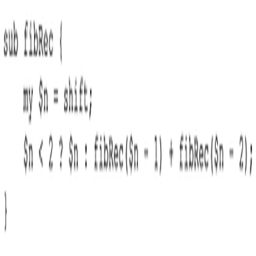 sub fibRec {
    my $n = shift;
    $n < 2 ? $n : fibRec($n - 1) + fibRec($n - 2);
}